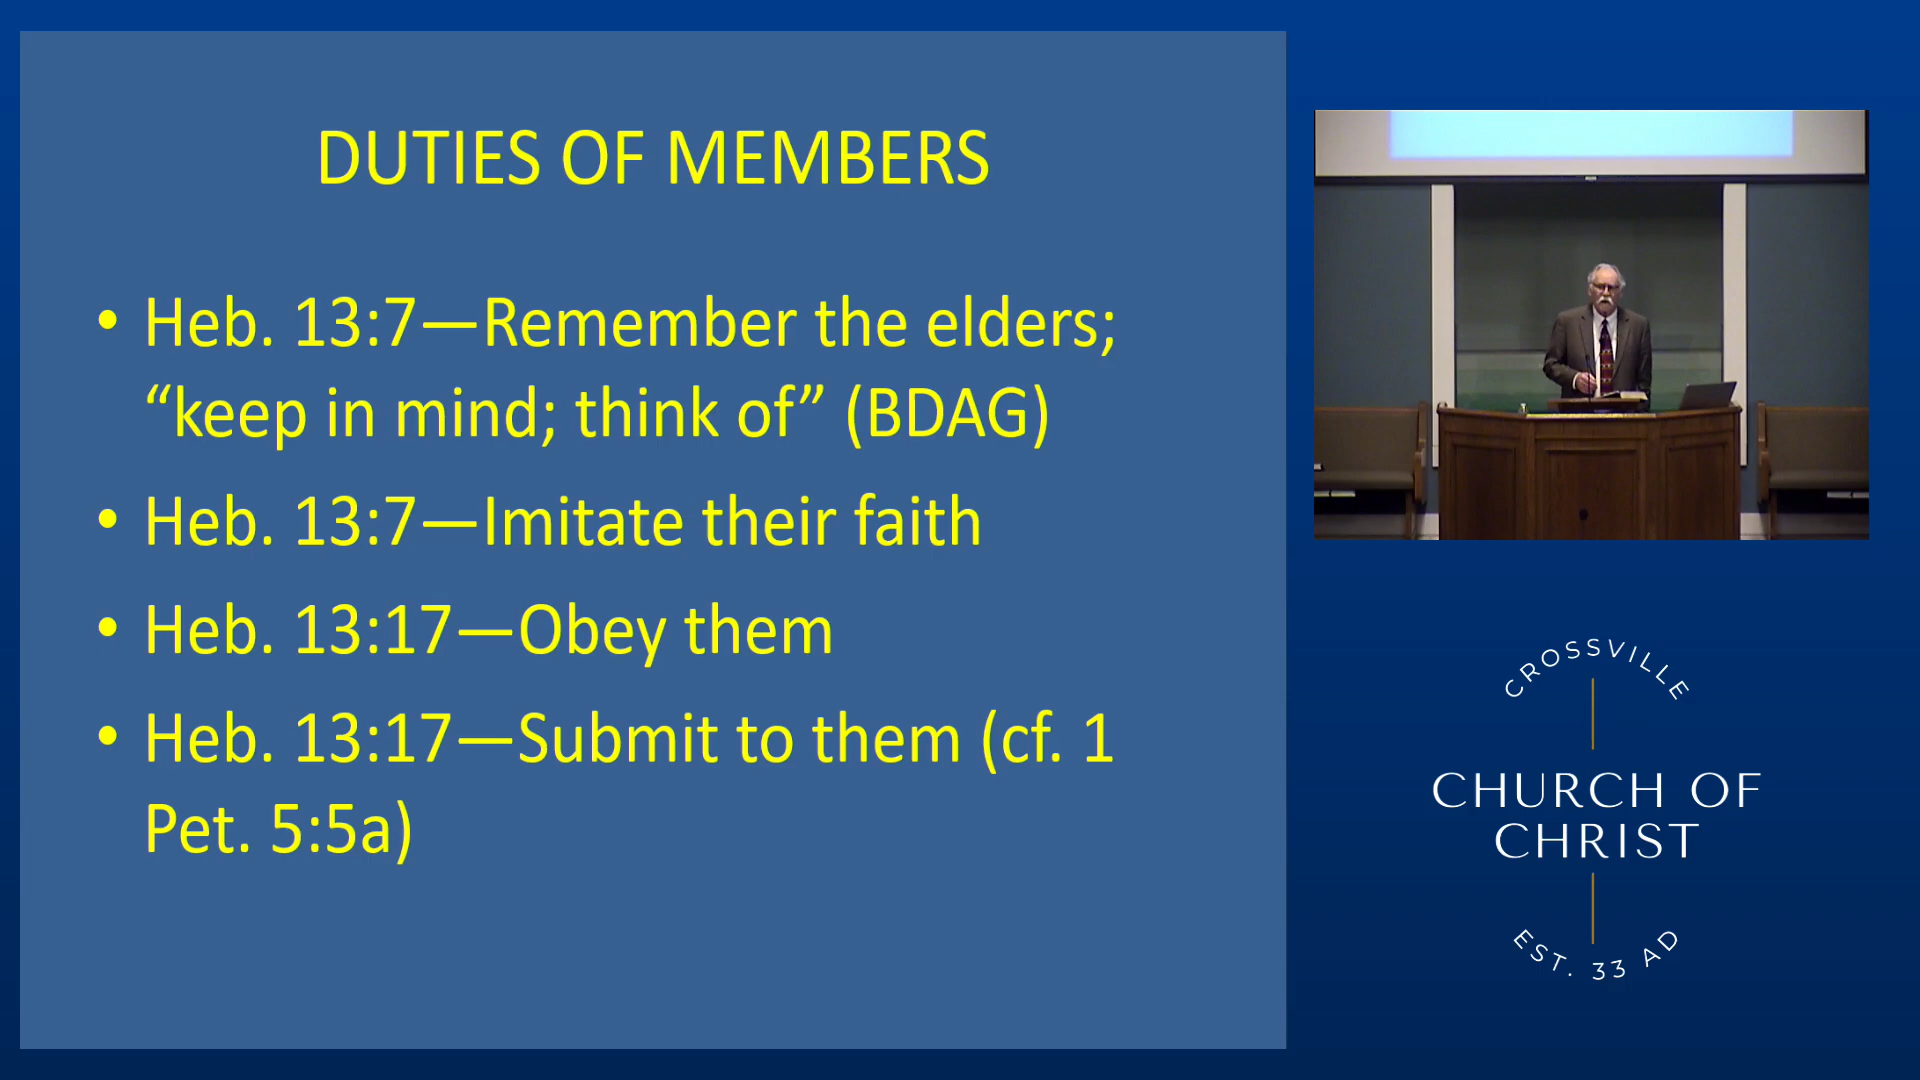 DUTIES OF MEMBERS
• Heb. 13:7—Remember the elders;
“keep in mind; think of” (BDAG)
• Heb. 13:7—Imitate their faith
• Heb. 13:17—Obey them
• Heb. 13:17—Submit to them (cf. 1
Pet. 5:5a)
CROSSVILLE
CHURCH OF
CHRIST
EST. 33 AD